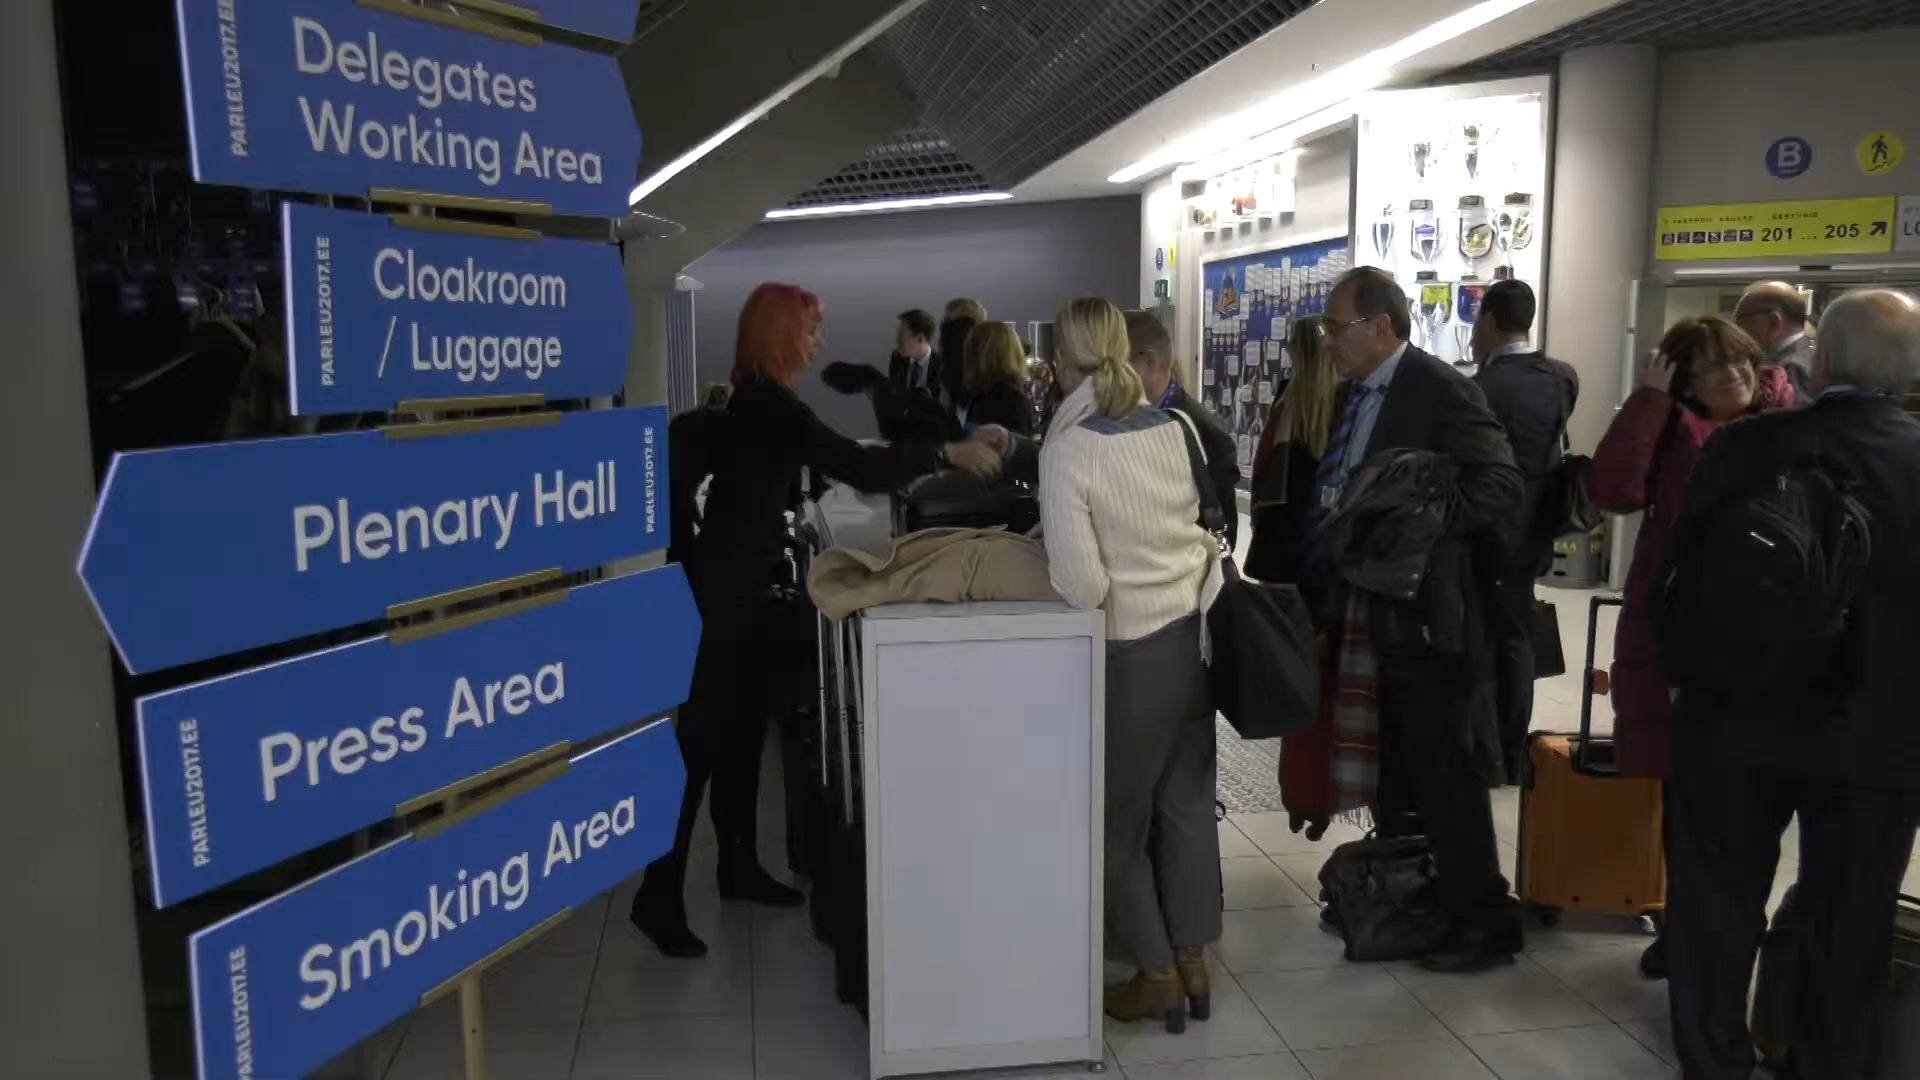 PARLEU2017.EE
Delegates
Working Area
PARLEU2017.EE
Cloakroom
/ Luggage
Plenary Hall
PARLEU2017.EE
PARLEU2017.EE
Press Area
PARLEU2017.EE
Smoking Area
B
201 ... 205